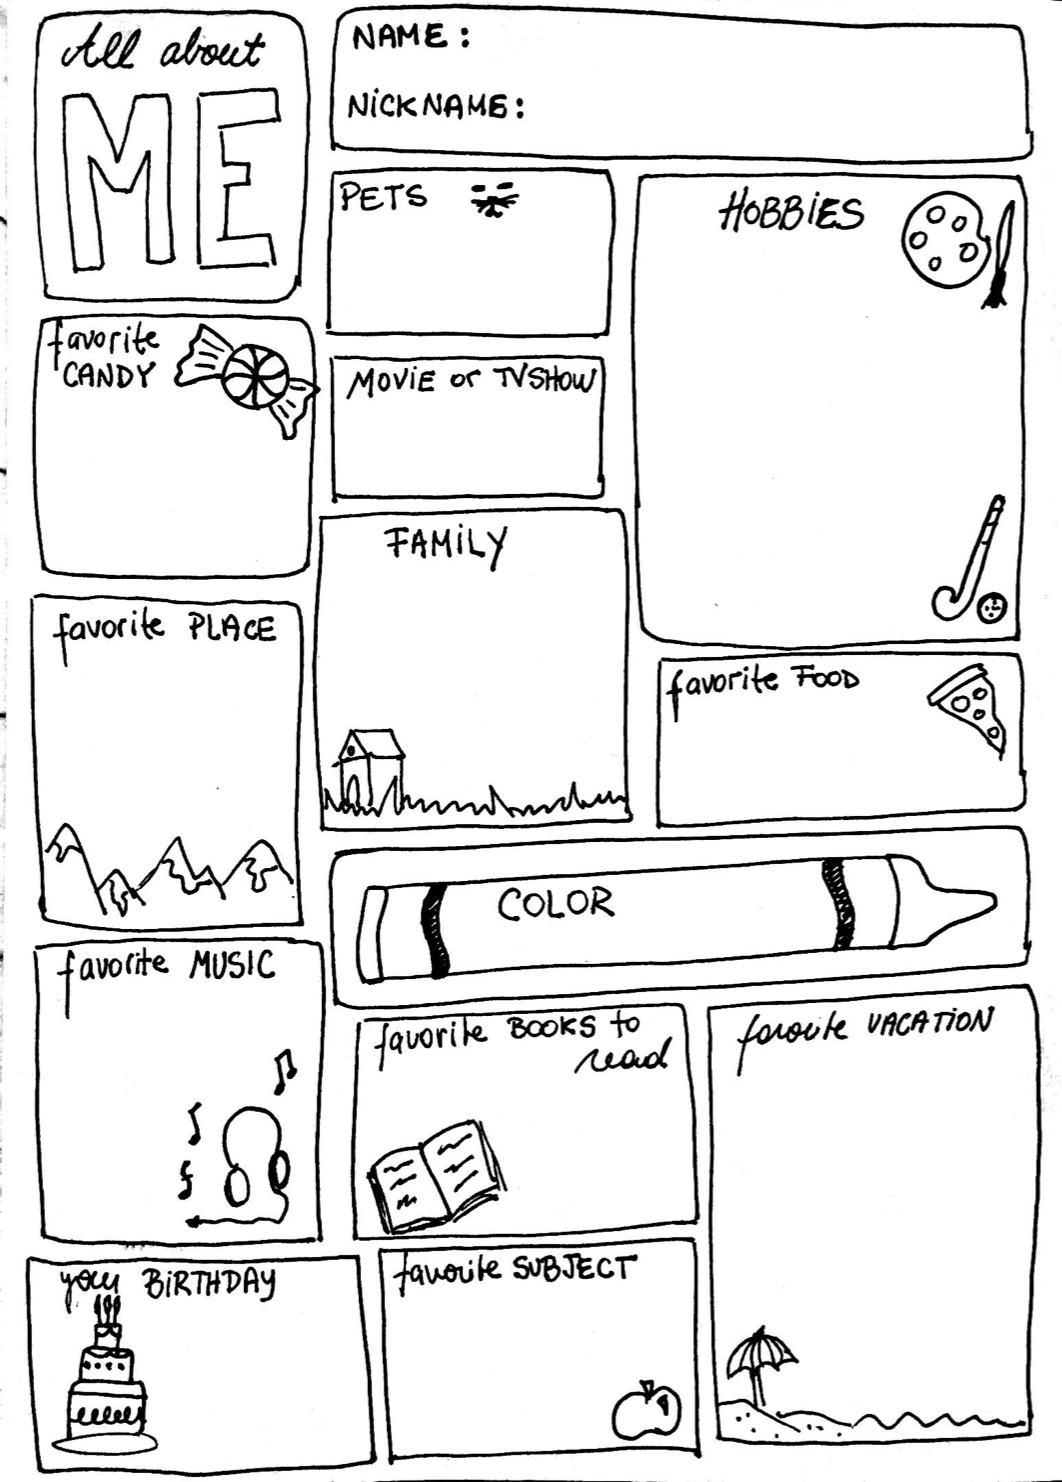 All about
ME
NAME:
NiCKNAME:
PETS
HOBBiES
favorite
CANDY
MOViE or TVSHOW
FAMiLY
favorite PLACE
favorite FOOD
COLOR
favorite MUSIC
favorite BOOKS to
read
favorite VACATION
your BiRTHDAY
favorite SUBJECT